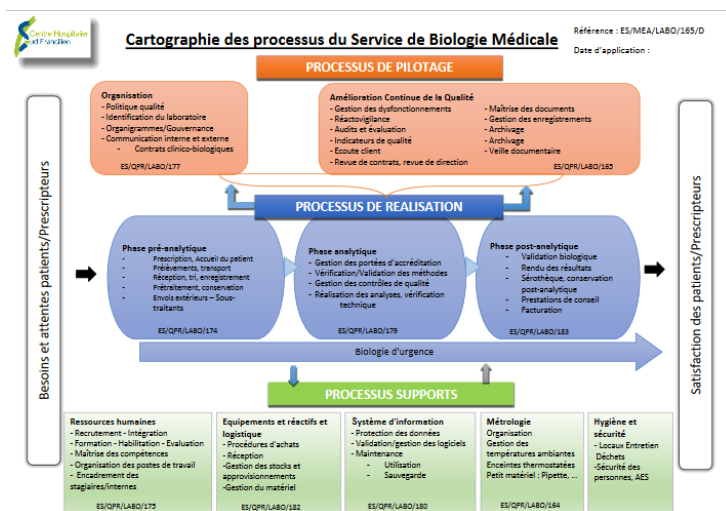 Centre Hospitalier
Sud Francilien
Cartographie des processus du Service de Biologie Médicale
Référence : ES/MEA/LABO/165/D
Date d'application :
PROCESSUS DE PILOTAGE
Besoins et attentes patients/Prescripteurs
Organisation
- Politique qualité
- Identification du laboratoire
- Organigrammes/Gouvernance
- Communication interne et externe
- Contrats clinico-biologiques
ES/QPR/LABO/177
Amélioration Continue de la Qualité
- Gestion des dysfonctionnements
- Réactovigilance
- Audits et évaluation
- Indicateurs de qualité
- Ecoute client
- Revue de contrats, revue de direction
- Maîtrise des documents
- Gestion des enregistrements
- Archivage
- Archivage
- Veille documentaire
ES/QPR/LABO/165
PROCESSUS DE REALISATION
Phase pré-analytique
- Prescription, Accueil du patient
- Prélèvements, transport
- Réception, tri, enregistrement
- Prétraitement, conservation
- Envois extérieurs – Sous-
traitants
ES/QPR/LABO/174
Phase analytique
- Gestion des portées d'accréditation
- Vérification/Validation des méthodes
- Gestion des contrôles de qualité
- Réalisation des analyses, vérification
technique
ES/QPR/LABO/179
Phase post-analytique
- Validation biologique
- Rendu des résultats
- Sérothèque, conservation
post-analytique
- Prestations de conseil
- Facturation
ES/QPR/LABO/183
Biologie d'urgence
Satisfaction des patients/Prescripteurs
PROCESSUS SUPPORTS
Ressources humaines
- Recrutement - Intégration
- Formation - Habilitation - Evaluation
- Maîtrise des compétences
- Organisation des postes de travail
- Encadrement des
stagiaires/internes
ES/QPR/LABO/175
Equipements et réactifs et
logistique
- Procédures d'achats
- Réception
-Gestion des stocks et
approvisionnements
-Gestion du matériel
ES/QPR/LABO/182
Système d'information
- Protection des données
- Validation/gestion des logiciels
- Maintenance
- Utilisation
- Sauvegarde
ES/QPR/LABO/180
Métrologie
Organisation
Gestion des
températures ambiantes
Enceintes thermostatées
Petit matériel : Pipette, ...
ES/QPR/LABO/164
Hygiène et
sécurité
- Locaux Entretien
Déchets
-Sécurité des
personnes, AES